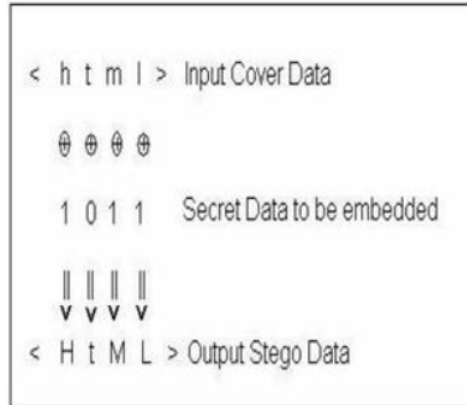 < h t m l > Input Cover Data
⊕ ⊕ ⊕ ⊕
1 0 1 1 Secret Data to be embedded
< H t M L > Output Stego Data